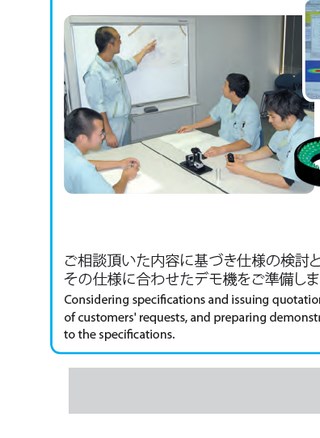 ご相談頂いた内容に基づき仕様の検討と
その仕様に合わせたデモ機をご準備しま
Considering specifications and issuing quotation
of customers' requests, and preparing demonstr
to the specifications.